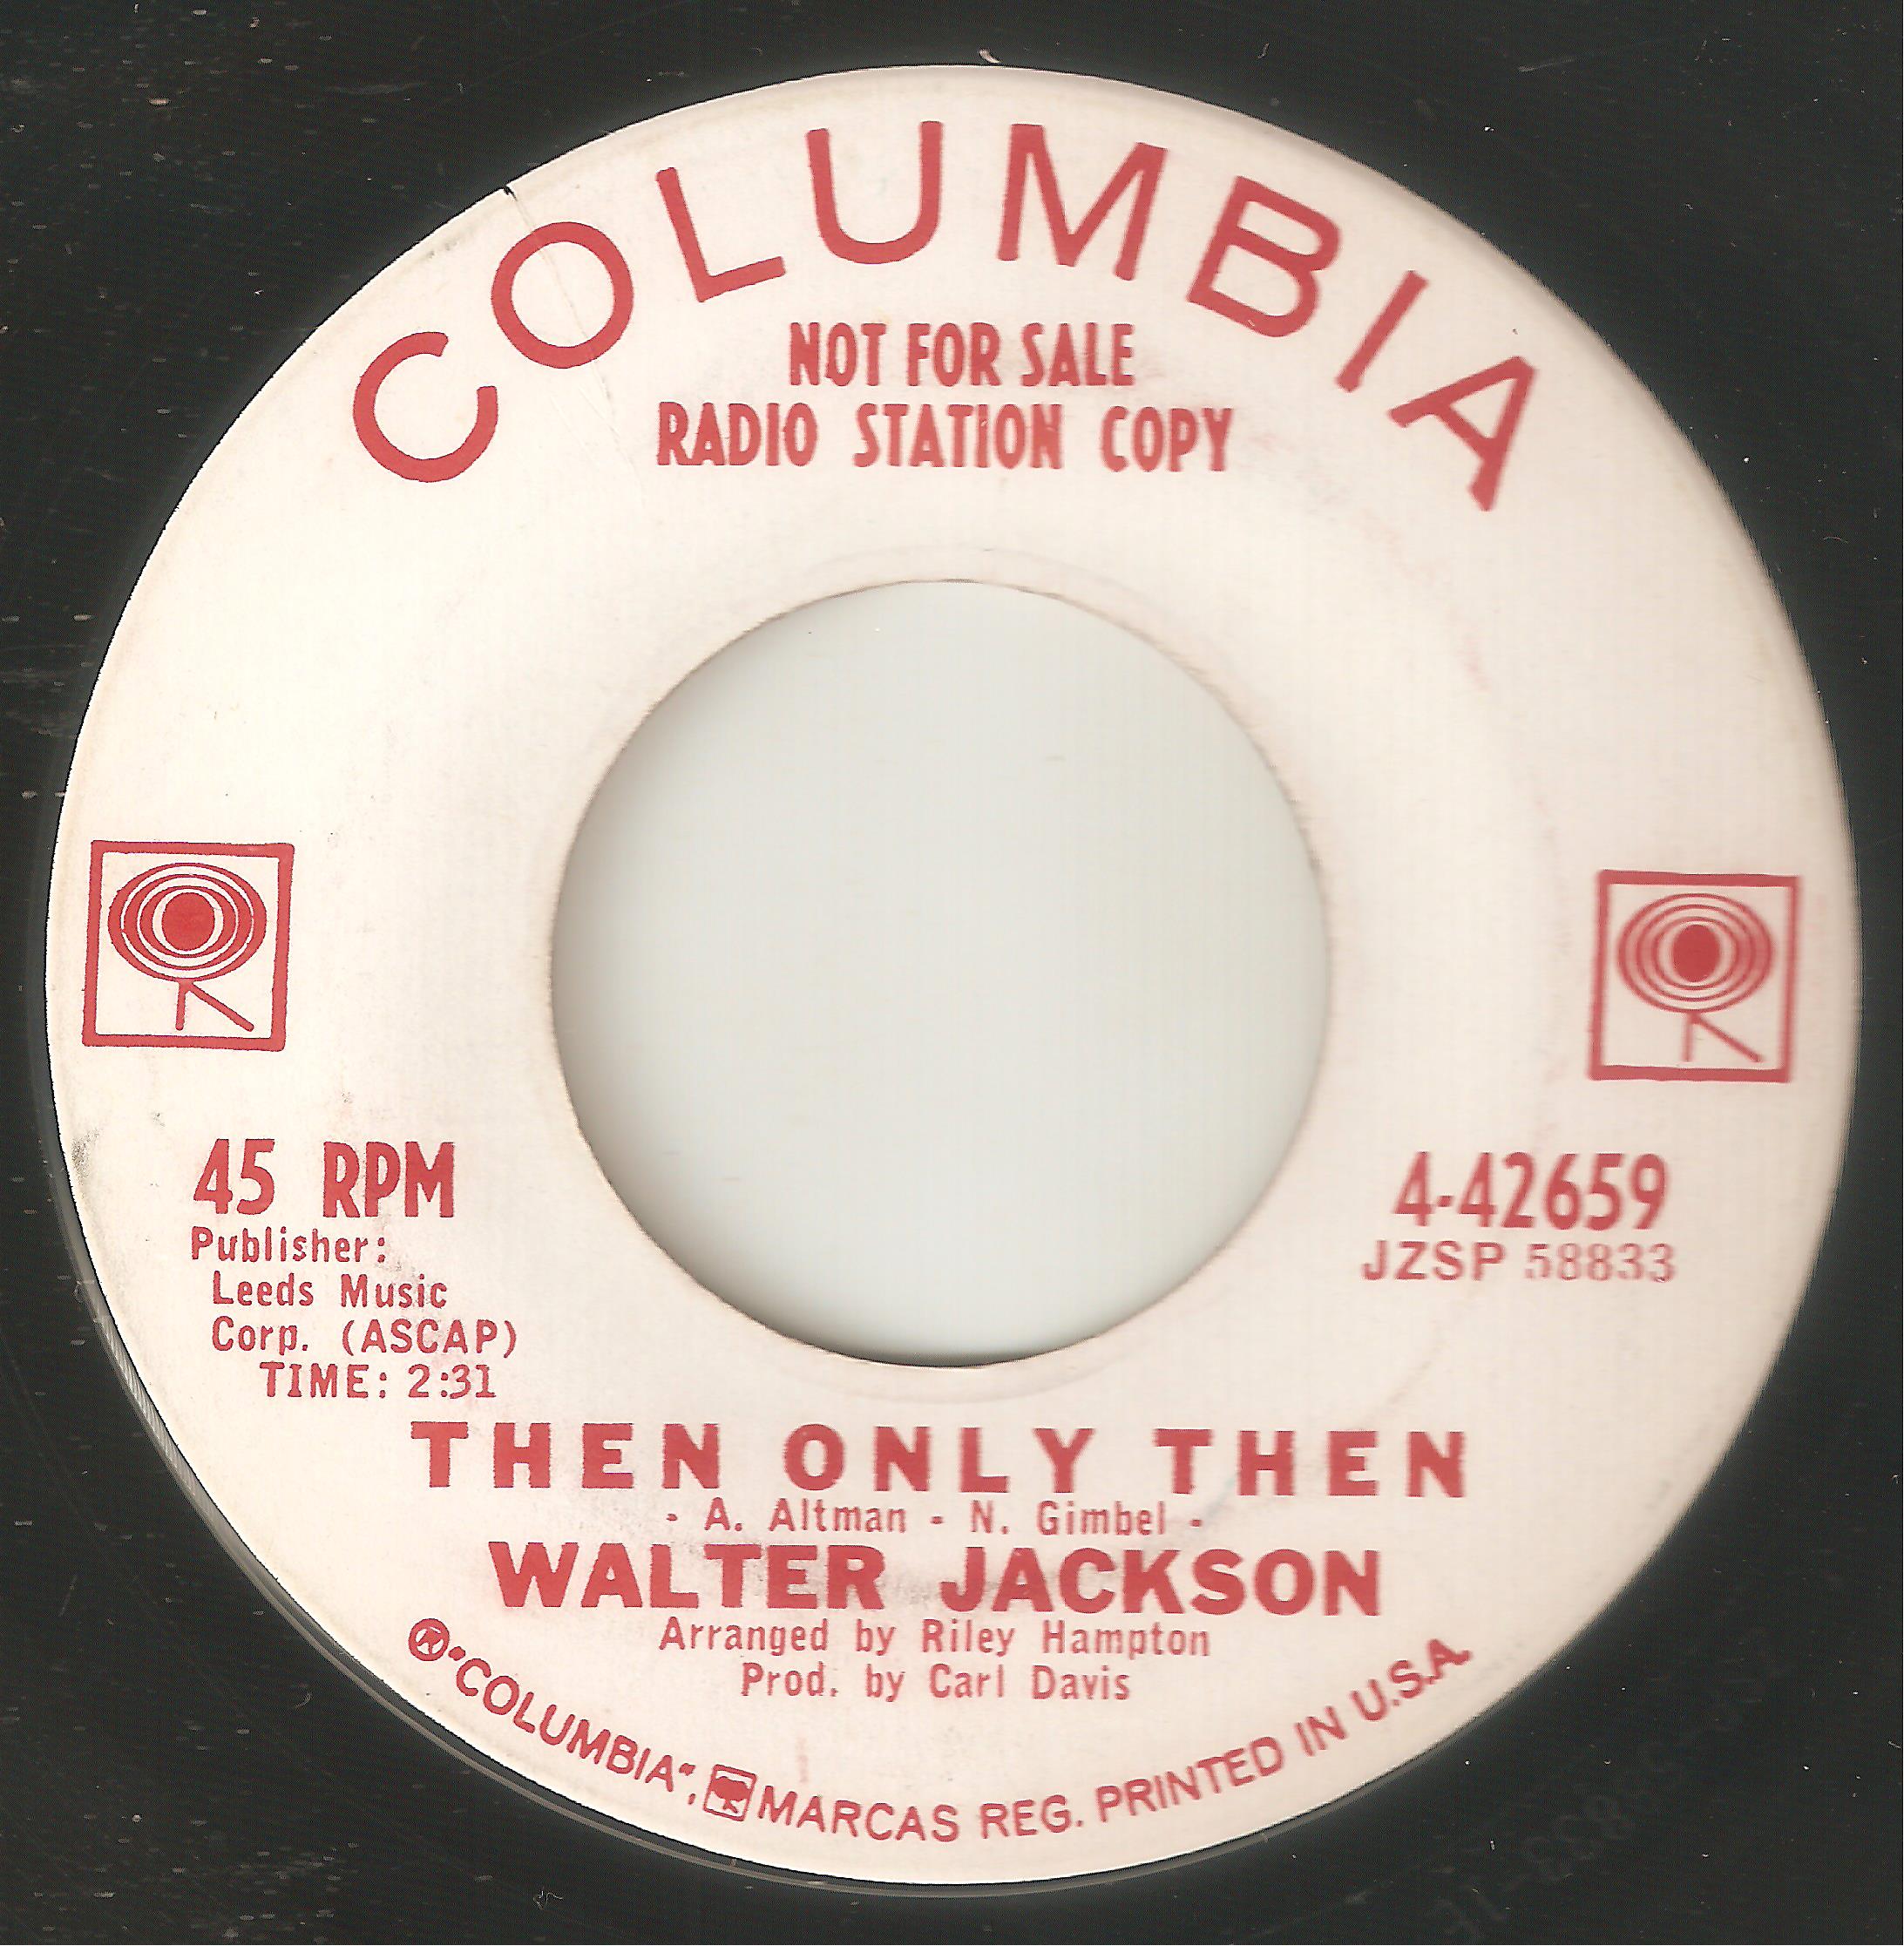 COLUMBIA
NOT FOR SALE
RADIO STATION COPY
45 RPM
Publisher:
Leeds Music
Corp. (ASCAP)
TIME: 2:31
4-42659
JZSP 58833
THEN ONLY THEN
- A. Altman - N. Gimbel -
WALTER JACKSON
Arranged by Riley Hampton
Prod. by Carl Davis
"COLUMBIA", MARCAS REG. PRINTED IN U.S.A.